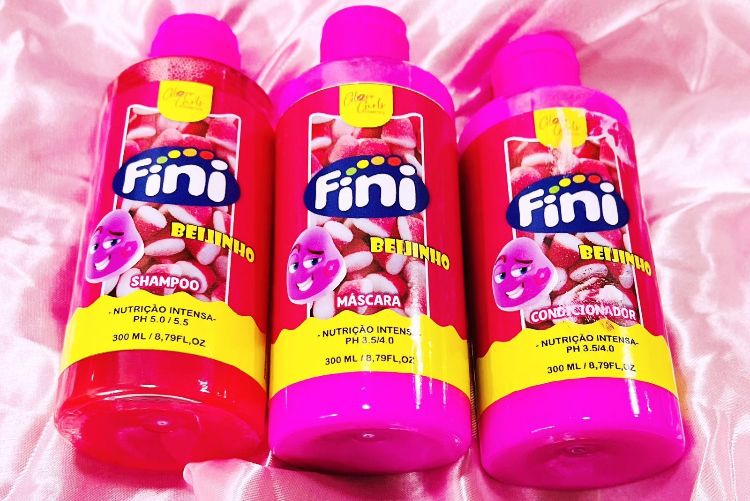 Fini
BEIJINHO
SHAMPOO
- NUTRIÇÃO INTENSA-
PH 5.0 / 5.5
300 ML / 8,79FL,OZ
Fini
BEIJINHO
MÁSCARA
- NUTRIÇÃO INTENS
PH 3.5/4.0
300 ML / 8,79FL,OZ
Fini
BEIJINHO
CONDICIONADOR
- NUTRIÇÃO INTENSA-
PH 3.5/4.0
300 ML / 8,79FL,OZ